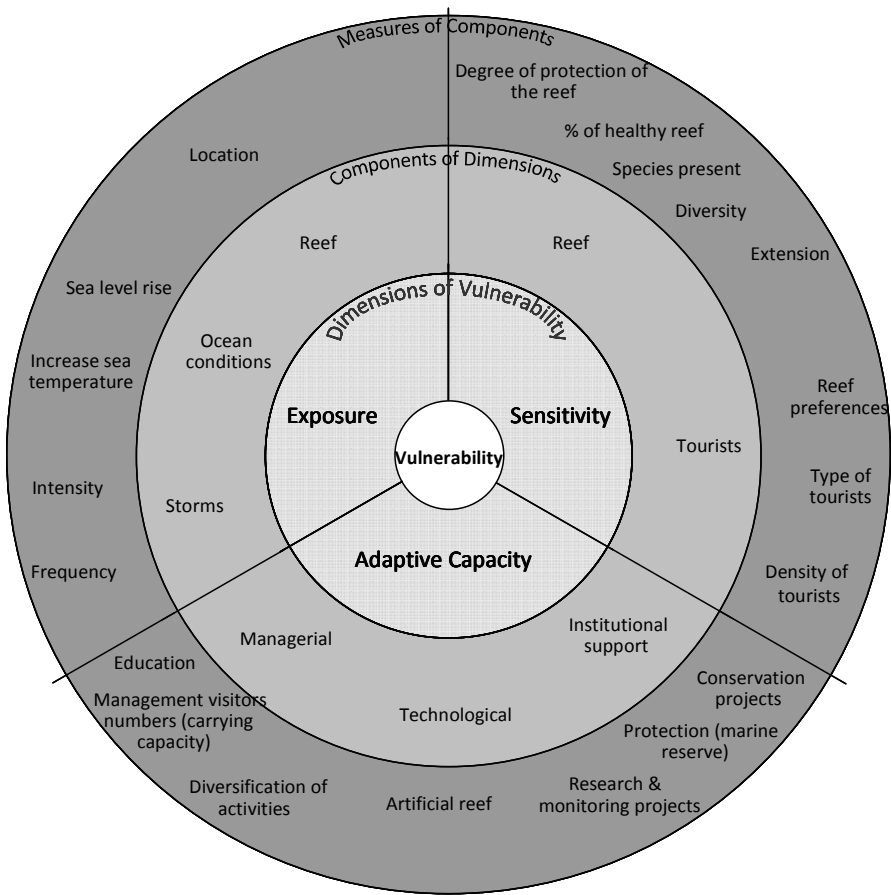 Measures of Components
Degree of protection of
the reef
% of healthy reef
Location
Species present
Components of Dimensions
Diversity
Reef
Reef
Extension
Sea level rise
Dimensions of Vulnerability
Ocean
conditions
Increase sea
temperature
Reef
preferences
Exposure
Sensitivity
Tourists
Vulnerability
Intensity
Type of
tourists
Storms
Adaptive Capacity
Frequency
Density of
tourists
Managerial
Institutional
support
Education
Conservation
projects
Management visitors
numbers (carrying
capacity)
Technological
Protection (marine
reserve)
Diversification of
activities
Artificial reef
Research &
monitoring projects